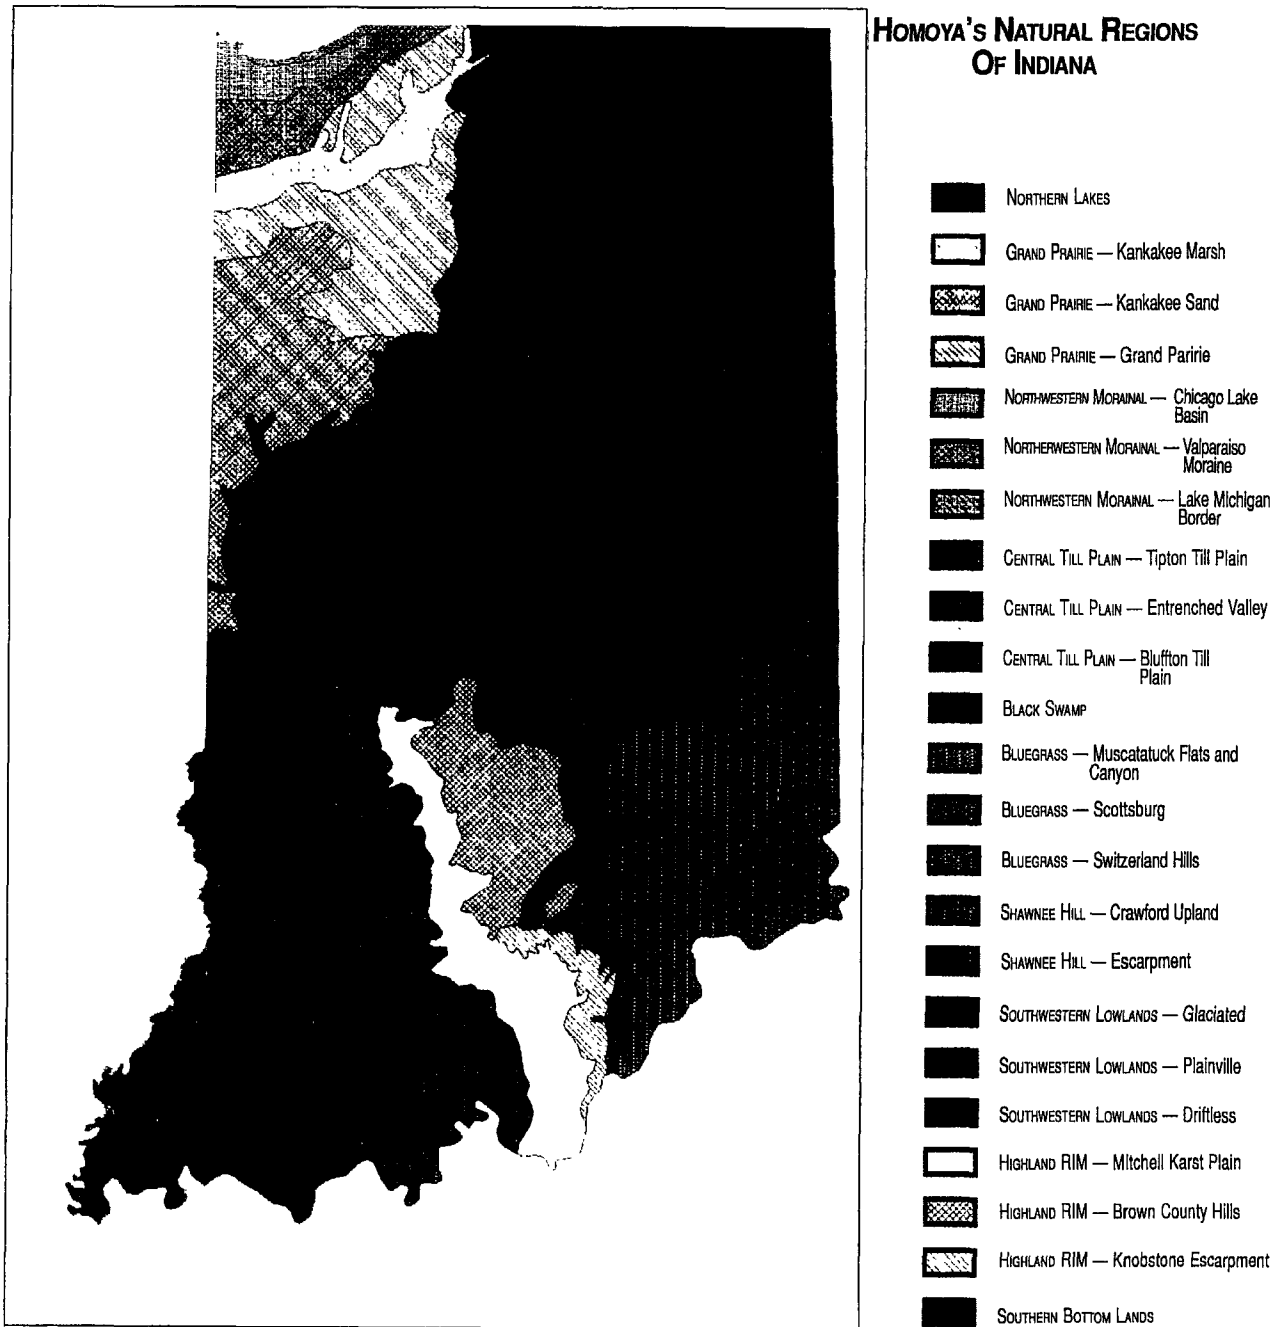 HOMOYA'S NATURAL REGIONS
OF INDIANA
NORTHERN LAKES
GRAND PRAIRIE — Kankakee Marsh
GRAND PRAIRIE — Kankakee Sand
GRAND PRAIRIE — Grand Paririe
NORTHWESTERN MORAINAL — Chicago Lake
Basin
NORTHERWESTERN MORAINAL — Valparaiso
Moraine
NORTHWESTERN MORAINAL — Lake Michigan
Border
CENTRAL TILL PLAIN — Tipton Till Plain
CENTRAL TILL PLAIN — Entrenched Valley
CENTRAL TILL PLAIN — Bluffton Till
Plain
BLACK SWAMP
BLUEGRASS — Muscatatuck Flats and
Canyon
BLUEGRASS — Scottsburg
BLUEGRASS — Switzerland Hills
SHAWNEE HILL — Crawford Upland
SHAWNEE HILL — Escarpment
SOUTHWESTERN LOWLANDS — Glaciated
SOUTHWESTERN LOWLANDS — Plainville
SOUTHWESTERN LOWLANDS — Driftless
HIGHLAND RIM — Mitchell Karst Plain
HIGHLAND RIM — Brown County Hills
HIGHLAND RIM — Knobstone Escarpment
SOUTHERN BOTTOM LANDS